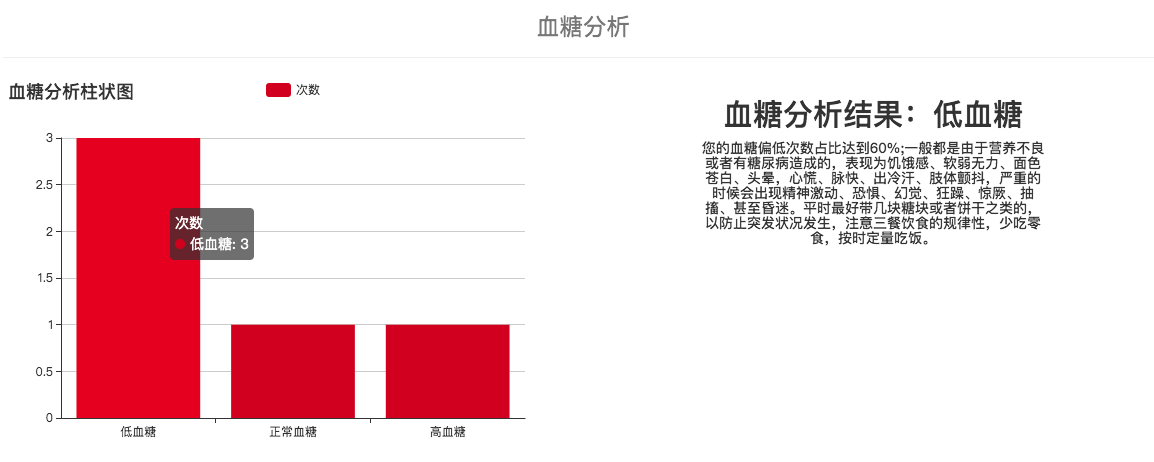 血糖分析
血糖分析柱状图
次数
3
2.5
2
1.5
1
0.5
0
次数
低血糖: 3
低血糖
正常血糖
高血糖
血糖分析结果：低血糖
您的血糖偏低次数占比达到60%;一般都是由于营养不良
或者有糖尿病造成的，表现为饥饿感、软弱无力、面色
苍白、头晕，心慌、脉快、出冷汗、肢体颤抖，严重的
时候会出现精神激动、恐惧、幻觉、狂躁、惊厥、抽
搐、甚至昏迷。平时最好带几块糖块或者饼干之类的，
以防止突发状况发生，注意三餐饮食的规律性，少吃零
食，按时定量吃饭。